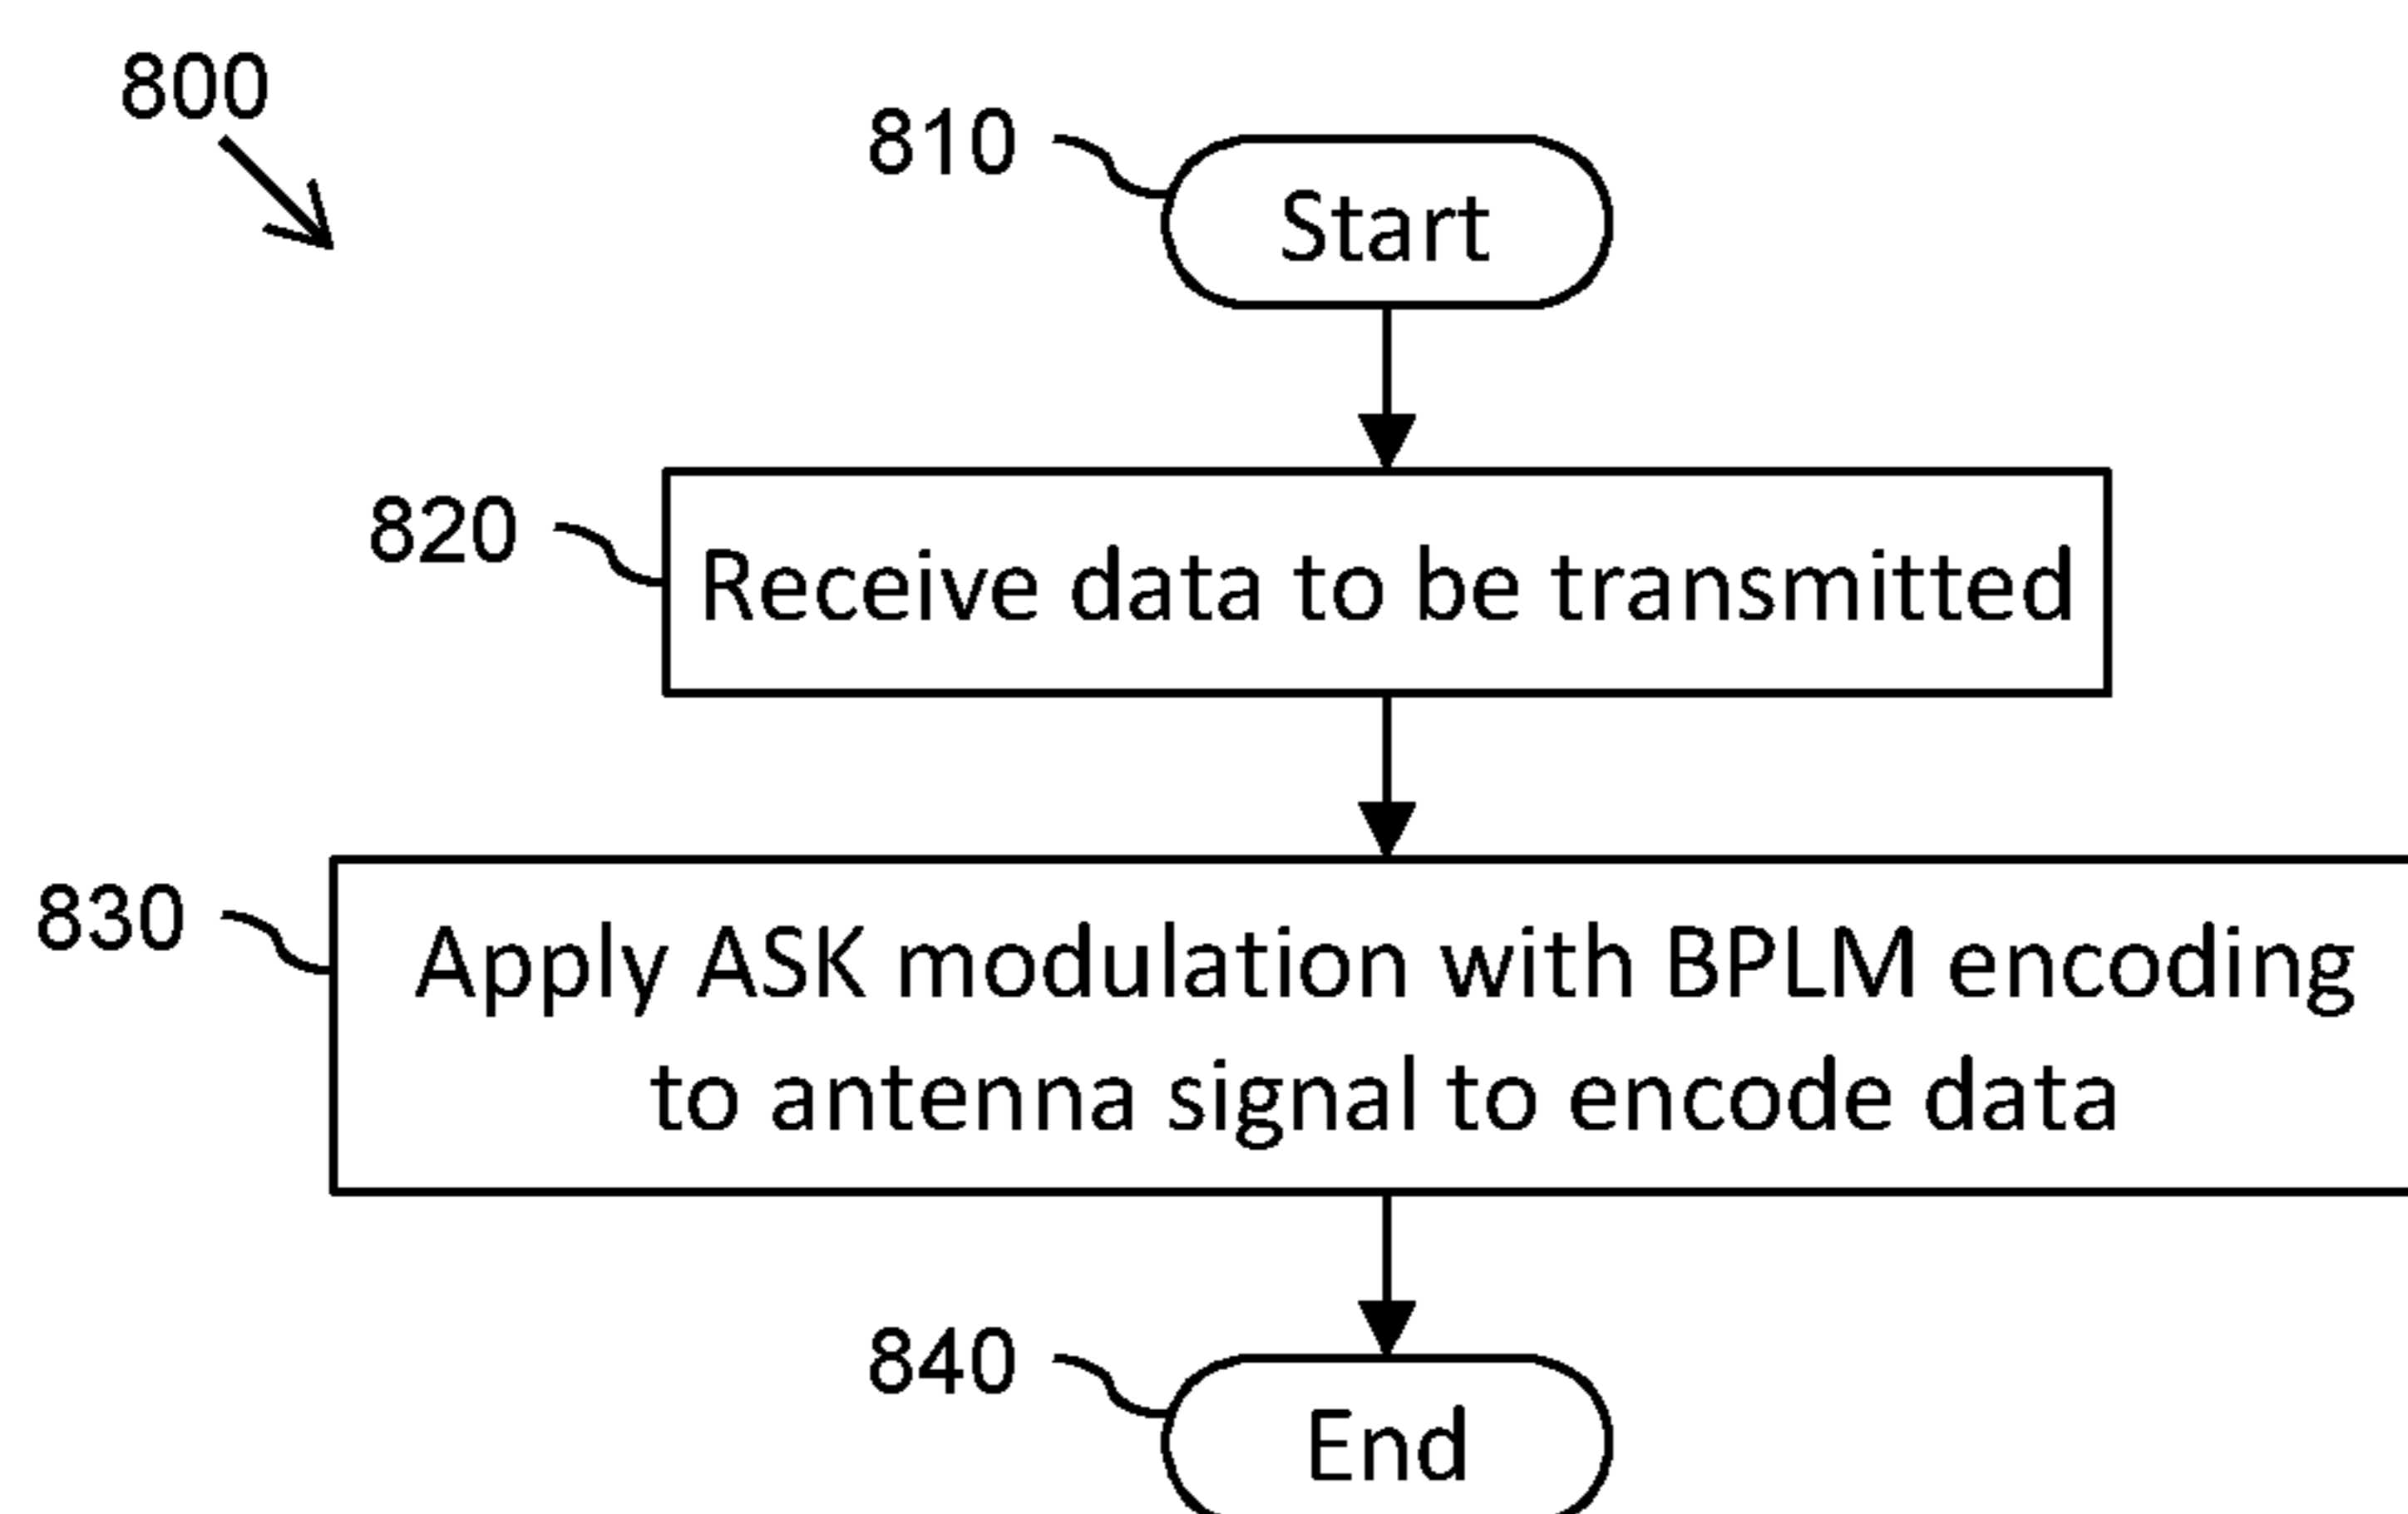 800
810
Start
820
Receive data to be transmitted
830
Apply ASK modulation with BPLM encoding
to antenna signal to encode data
840
End